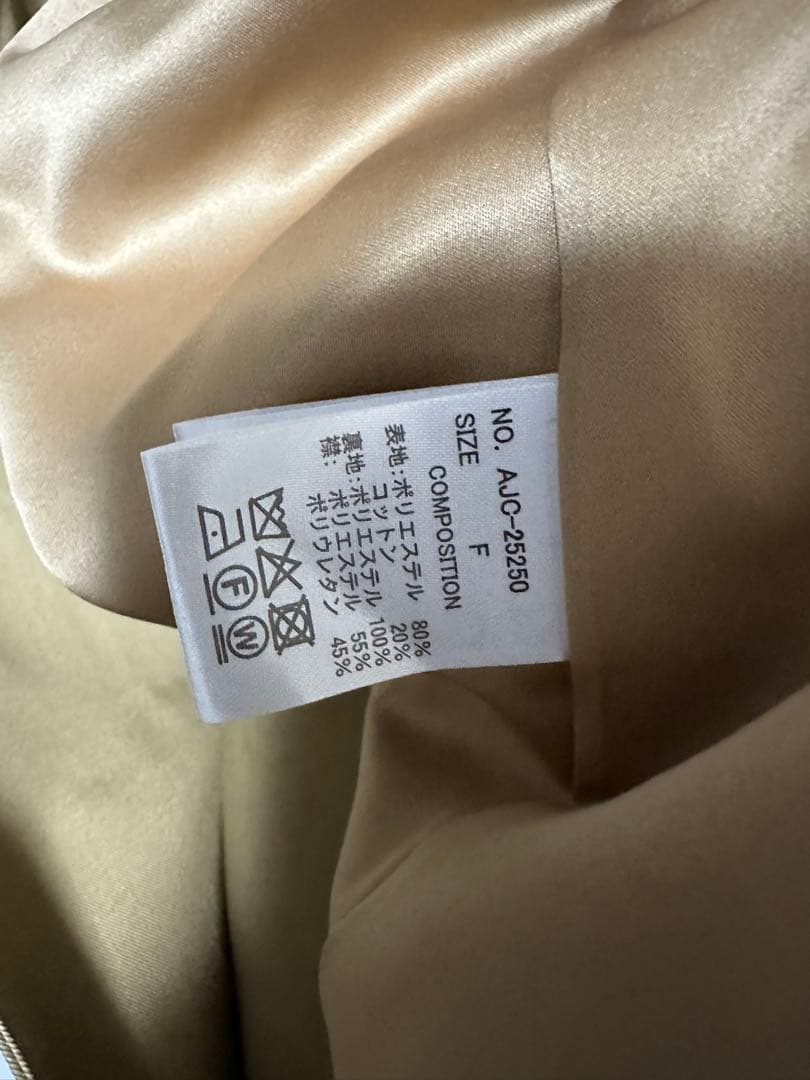 NO. AJC-25250
SIZE F
COMPOSITION
表地:ポリエステル 80%
コットン 20%
裏地:ポリエステル 100%
襟: ポリエステル 55%
ポリウレタン 45%
F W